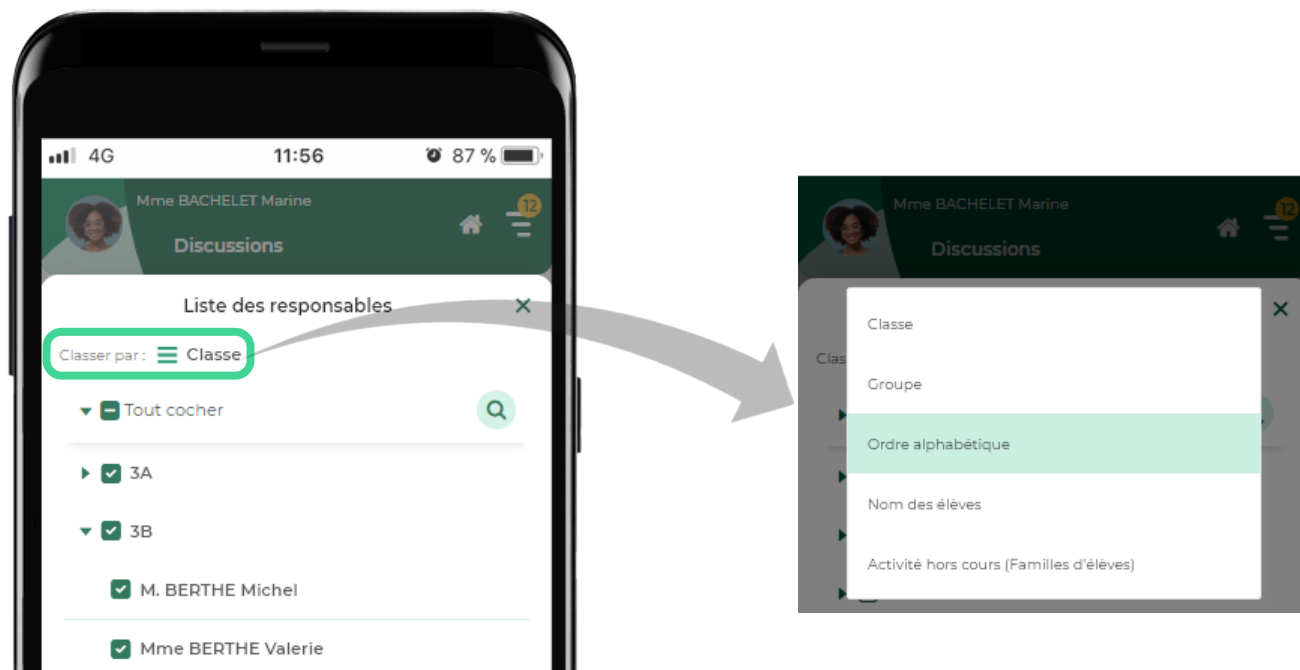 4G 11:56 87 %
Mme BACHELET Marine
12
Discussions
Liste des responsables
Classer par : Classe
Tout cocher
3A
3B
M. BERTHE Michel
Mme BERTHE Valerie
Mme BACHELET Marine
12
Discussions
Clas
Classe
Groupe
Ordre alphabétique
Nom des élèves
Activité hors cours (Familles d'élèves)